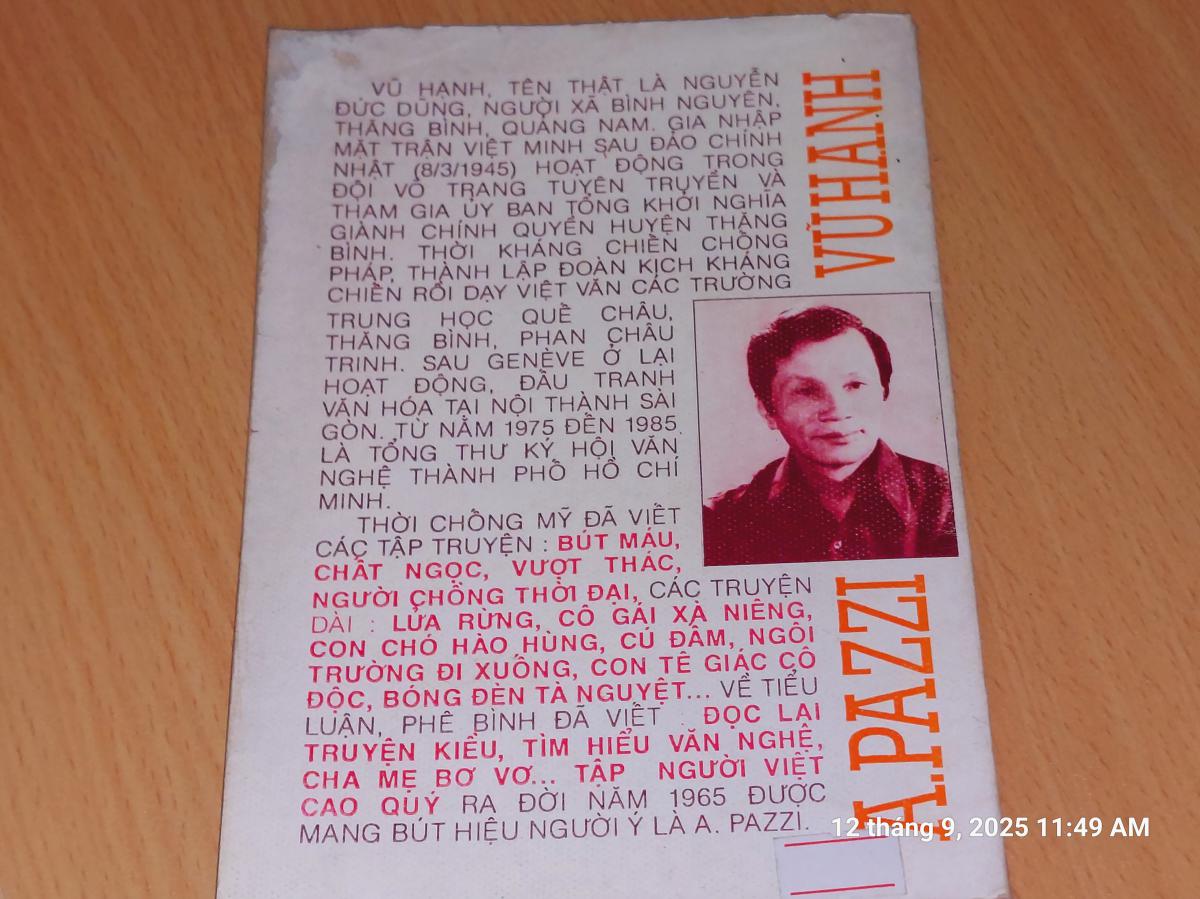 VŨ HẠNH, TÊN THẬT LÀ NGUYỄN
ĐỨC DŨNG, NGƯỜI XÃ BÌNH NGUYÊN,
THĂNG BÌNH, QUẢNG NAM. GIA NHẬP
MẶT TRẬN VIỆT MINH SAU ĐẢO CHÍNH
NHẬT (8/3/1945) HOẠT ĐỘNG TRONG
ĐỘI VÕ TRANG TUYÊN TRUYỀN VÀ
THAM GIA ỦY BAN TỔNG KHỞI NGHĨA
GIÀNH CHÍNH QUYỀN HUYỆN THĂNG
BÌNH. THỜI KHÁNG CHIẾN CHỐNG
PHÁP, THÀNH LẬP ĐOÀN KỊCH KHÁNG
CHIẾN RỒI DẠY VIỆT VĂN CÁC TRƯỜNG
TRUNG HỌC QUẾ CHÂU,
THĂNG BÌNH, PHAN CHÂU
TRINH. SAU GENÈVE Ở LẠI
HOẠT ĐỘNG, ĐẤU TRANH
VĂN HÓA TẠI NỘI THÀNH SÀI
GÒN. TỪ NĂM 1975 ĐẾN 1985
LÀ TỔNG THƯ KÝ HỘI VĂN
NGHỆ THÀNH PHỐ HỒ CHÍ
MINH.
THỜI CHỐNG MỸ ĐÃ VIẾT
CÁC TẬP TRUYỆN : BÚT MÁU,
CHẤT NGỌC, VƯỢT THÁC,
NGƯỜI CHỒNG THỜI ĐẠI, CÁC TRUYỆN
DÀI : LỬA RỪNG, CÔ GÁI XÀ NIÊNG,
CON CHÓ HÀO HÙNG, CÚ ĐẤM, NGÔI
TRƯỜNG ĐI XUỐNG, CON TÊ GIÁC CÔ
ĐỘC, BÓNG ĐÈN TÀ NGUYỆT... VỀ TIỂU
LUẬN, PHÊ BÌNH ĐÃ VIẾT : ĐỌC LẠI
TRUYỆN KIỀU, TÌM HIỂU VĂN NGHỆ,
CHA MẸ BƠ VƠ... TẬP NGƯỜI VIỆT
CAO QUÝ RA ĐỜI NĂM 1965 ĐƯỢC
MANG BÚT HIỆU NGƯỜI Ý LÀ A. PAZZI.
VŨ HẠNH
A.PAZZI
12 tháng 9, 2025 11:49 AM